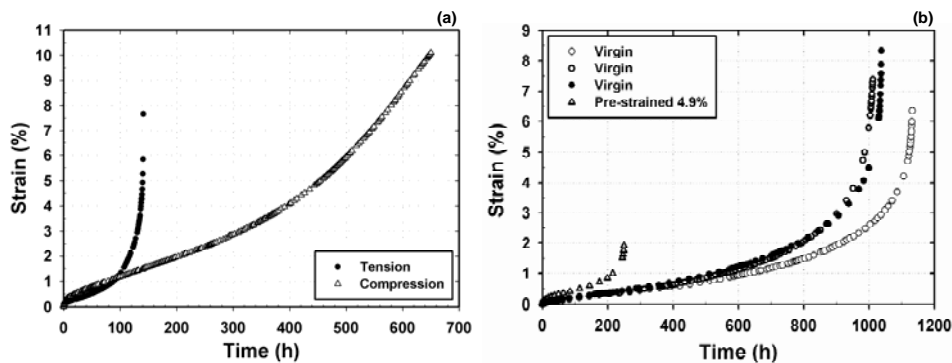 (a)
11
10
9
8
7
6
5
4
3
2
1
0
Strain (%)
Tension
Compression
0 100 200 300 400 500 600 700
Time (h)
(b)
9
8
7
6
5
4
3
2
1
0
Strain (%)
Virgin
Virgin
Virgin
Pre-strained 4.9%
0 200 400 600 800 1000 1200
Time (h)